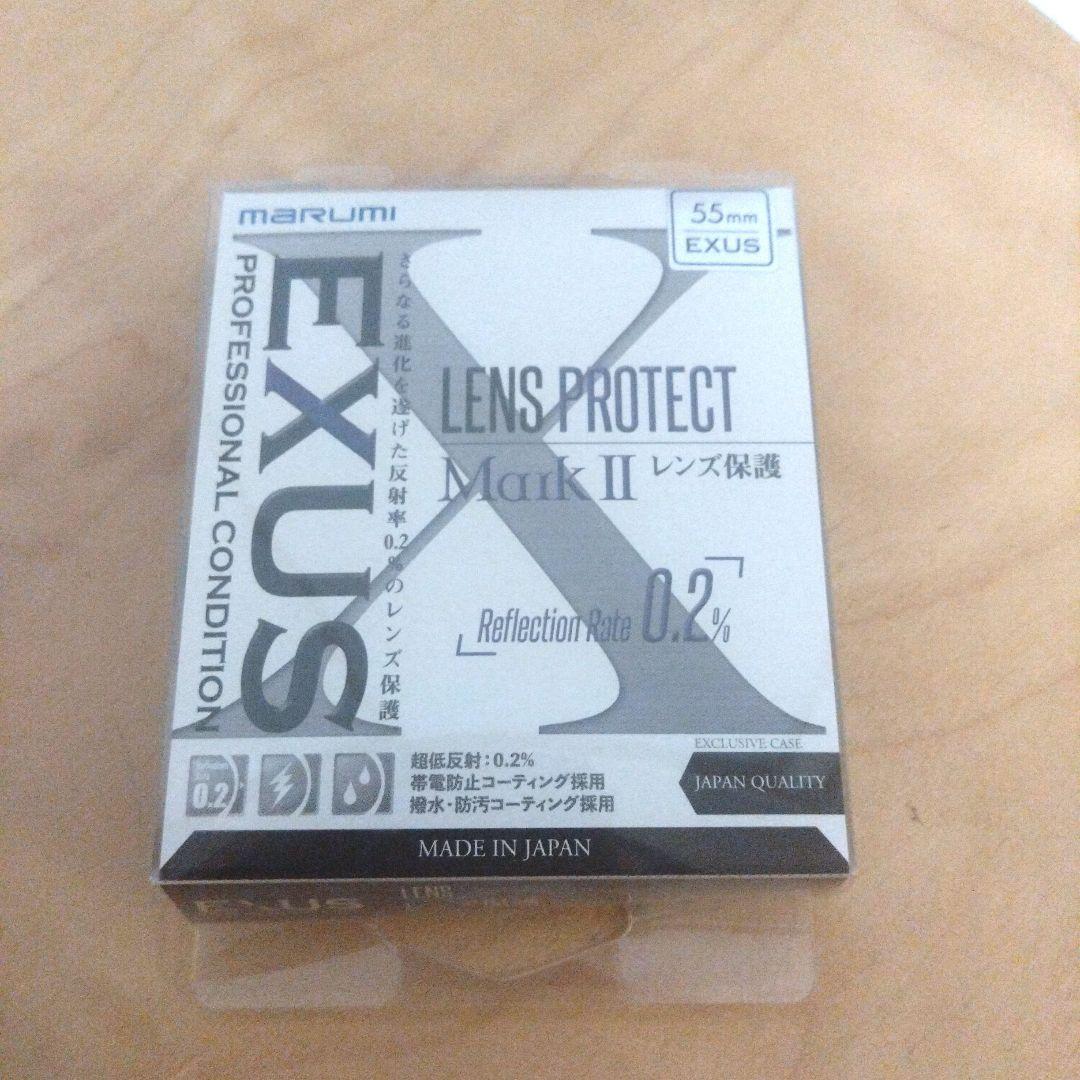 marumi
55mm
EXUS
EXUS
PROFESSIONAL CONDITION
さらなる進化を遂げた反射率0.2%のレンズ保護
LENS PROTECT
Mark II レンズ保護
Reflection Rate 0.2%
EXCLUSIVE CASE
JAPAN QUALITY
0.2
超低反射:0.2%
帯電防止コーティング採用
撥水・防汚コーティング採用
MADE IN JAPAN
EXUS LENS